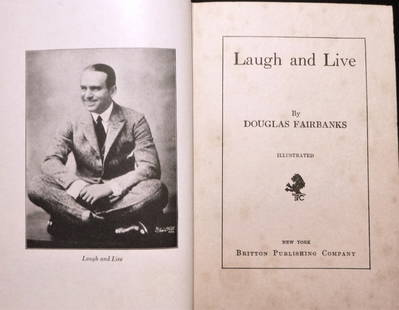 Laugh and Live
Laugh and Live
By
DOUGLAS FAIRBANKS
ILLUSTRATED
NEW YORK
BRITTON PUBLISHING COMPANY